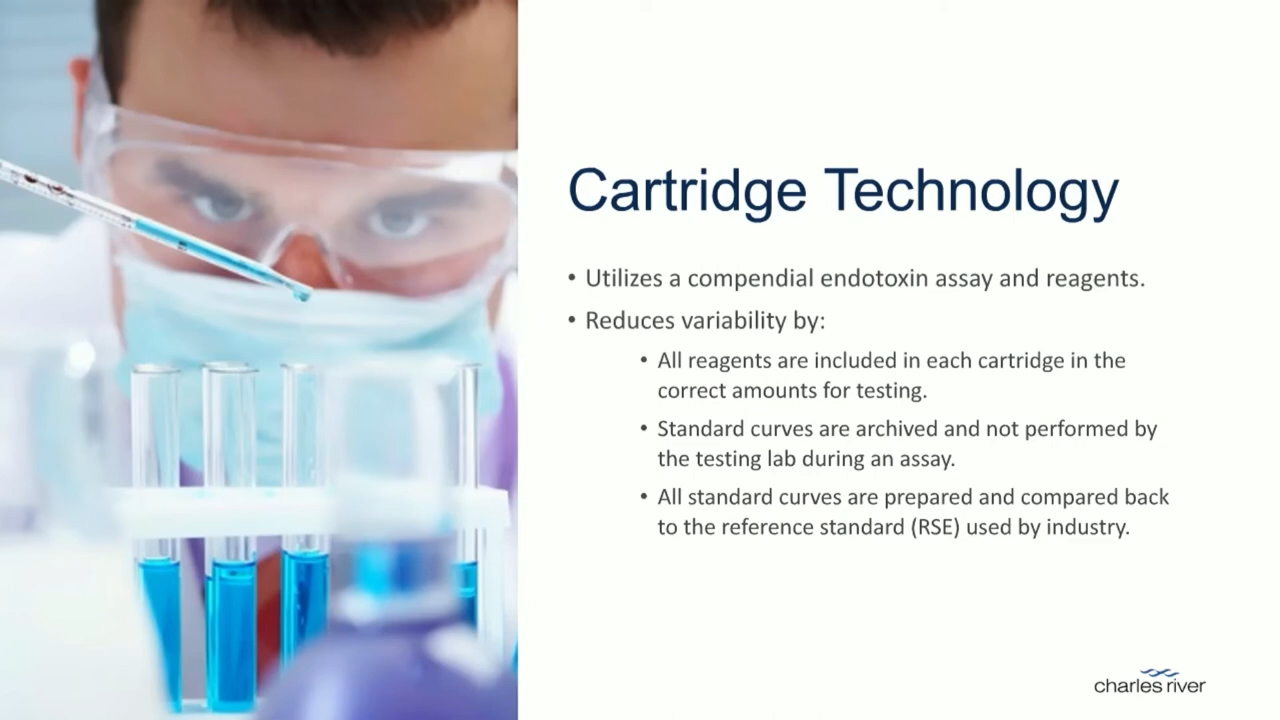 Cartridge Technology
• Utilizes a compendial endotoxin assay and reagents.
• Reduces variability by:
• All reagents are included in each cartridge in the
correct amounts for testing.
• Standard curves are archived and not performed by
the testing lab during an assay.
• All standard curves are prepared and compared back
to the reference standard (RSE) used by industry.
charles river